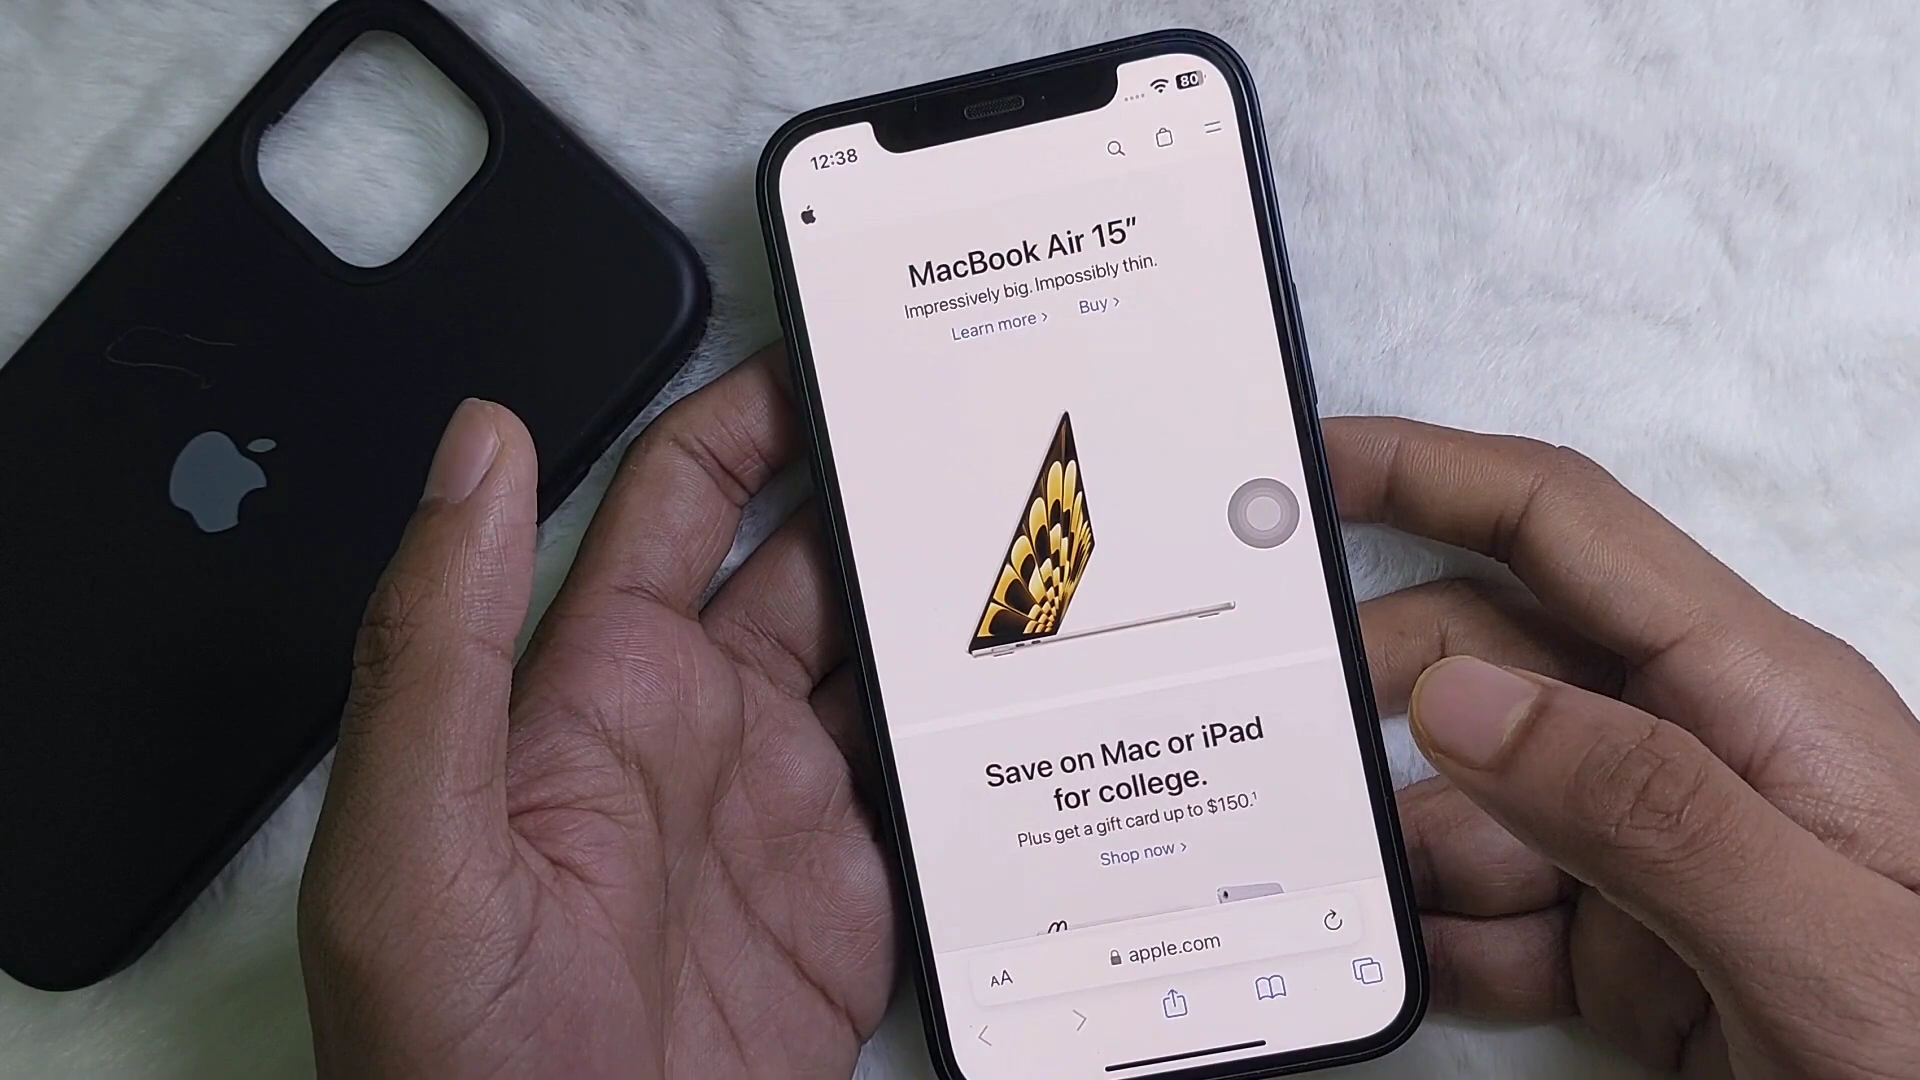 12:38
80
MacBook Air 15"
Impressively big. Impossibly thin.
Learn more >
Buy >
Save on Mac or iPad
for college.
Plus get a gift card up to $150.¹
Shop now >
AA
apple.com